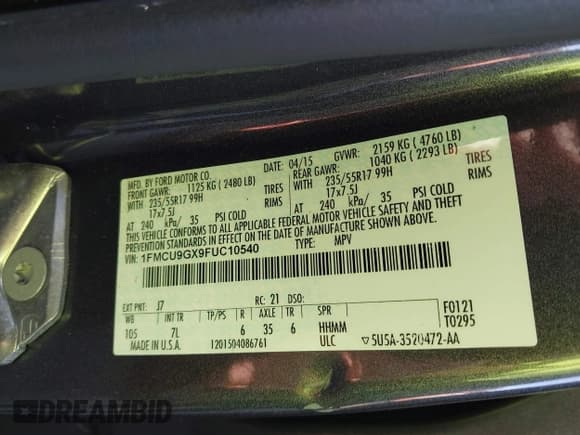 MFD. BY FORD MOTOR CO. DATE: 04/15 GVWR: 2159 KG ( 4760 LB)
FRONT GAWR: 1125 KG ( 2480 LB) REAR GAWR: 1040 KG ( 2293 LB)
WITH 235/55R17 99H TIRES WITH 235/55R17 99H TIRES
17x7.5J RIMS 17x7.5J RIMS
AT 240 kPa/ 35 PSI COLD AT 240 kPa/ 35 PSI COLD
THIS VEHICLE CONFORMS TO ALL APPLICABLE FEDERAL MOTOR VEHICLE SAFETY AND THEFT
PREVENTION STANDARDS IN EFFECT ON THE DATE OF MANUFACTURE SHOWN ABOVE.
VIN: 1FMCU9GX9FUC10540 TYPE: MPV
EXT PNT: J7 RC: 21 DSO: F0121
WB INT TR TP/PS R AXLE TR SPR T0295
105 7L 6 35 6 HHMM
MADE IN U.S.A. 1201504086761 ULC ▽5U5A-3520472-AA
DREAMBID